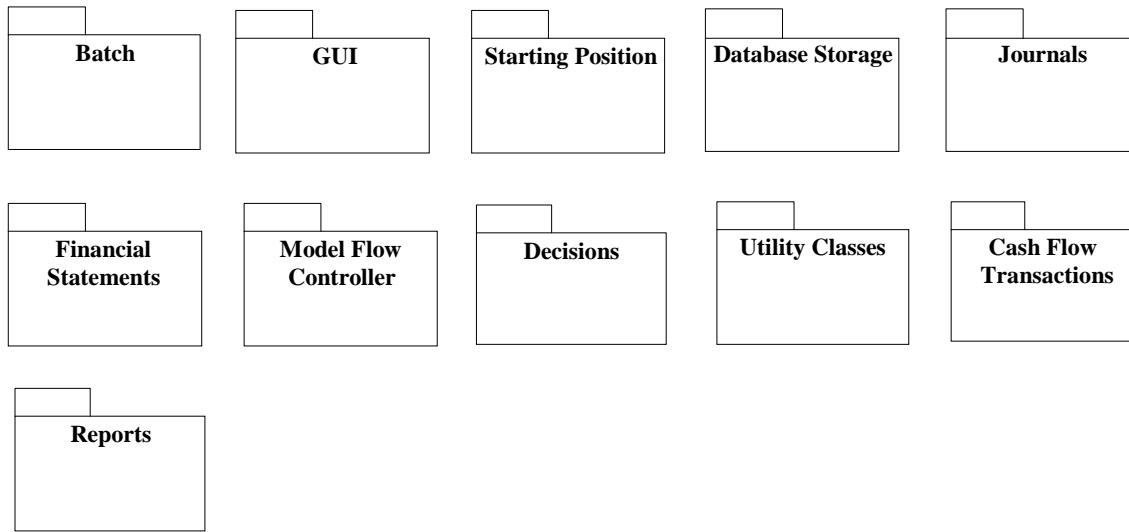 Batch
GUI
Starting Position
Database Storage
Journals
Financial
Statements
Model Flow
Controller
Decisions
Utility Classes
Cash Flow
Transactions
Reports